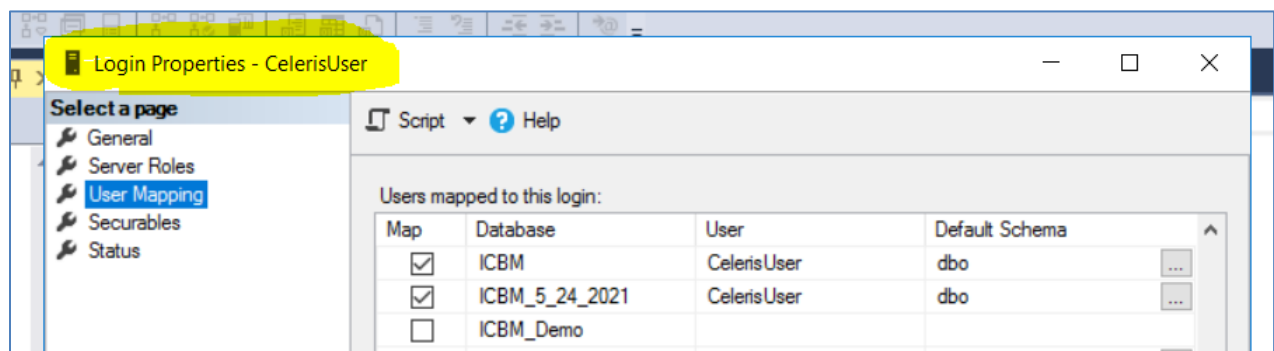 Login Properties - CelerisUser
Select a page
General
Server Roles
User Mapping
Securables
Status
Script
Help
Users mapped to this login:
Map Database User Default Schema
ICBM CelerisUser dbo ...
ICBM_5_24_2021 CelerisUser dbo ...
ICBM_Demo